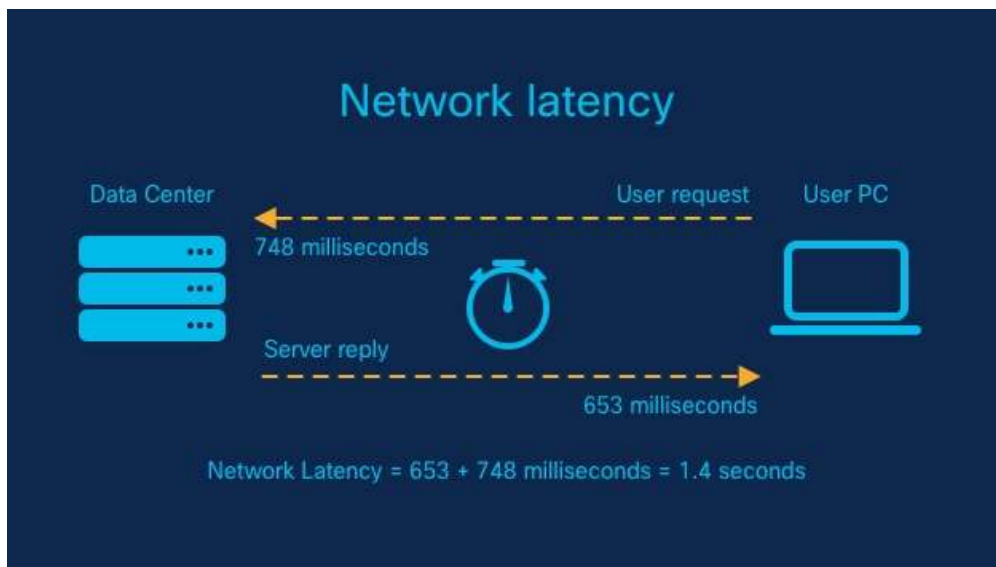 Network latency
Data Center
User request
User PC
748 milliseconds
Server reply
653 milliseconds
Network Latency = 653 + 748 milliseconds = 1.4 seconds